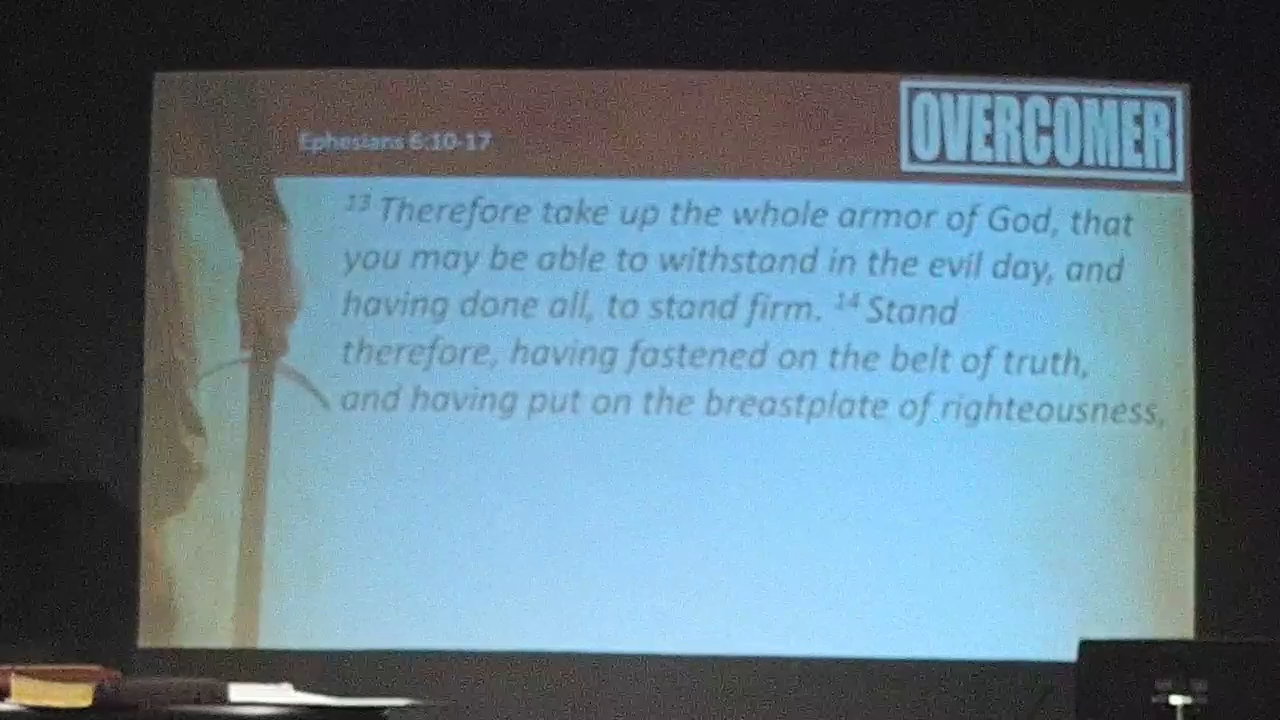 Ephesians 6:10-17
OVERCOMER
13 Therefore take up the whole armor of God, that
you may be able to withstand in the evil day, and
having done all, to stand firm. 14 Stand
therefore, having fastened on the belt of truth,
and having put on the breastplate of righteousness,